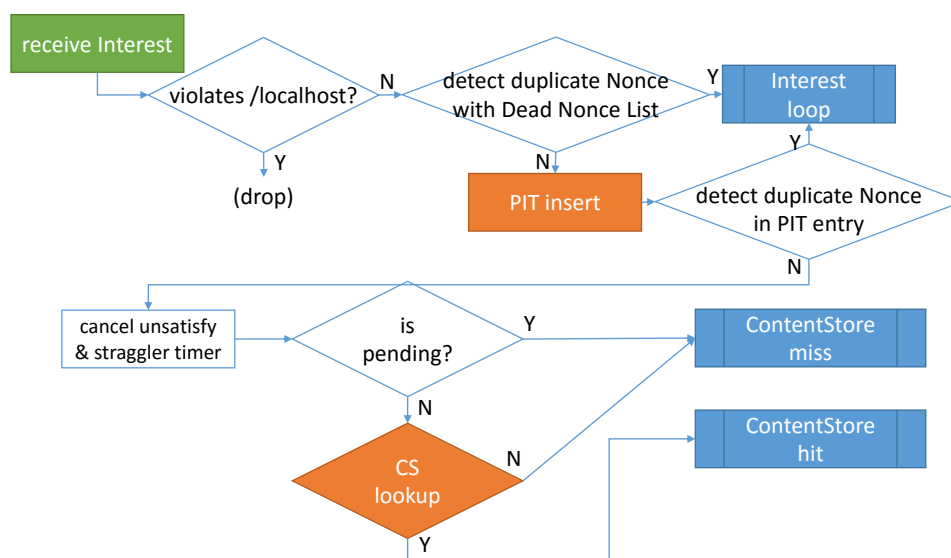 receive Interest
violates /localhost?
N
Y
(drop)
detect duplicate Nonce
with Dead Nonce List
Y
N
Interest
loop
PIT insert
Y
detect duplicate Nonce
in PIT entry
N
cancel unsatisfy
& straggler timer
is
pending?
Y
N
ContentStore
miss
CS
lookup
N
Y
ContentStore
hit